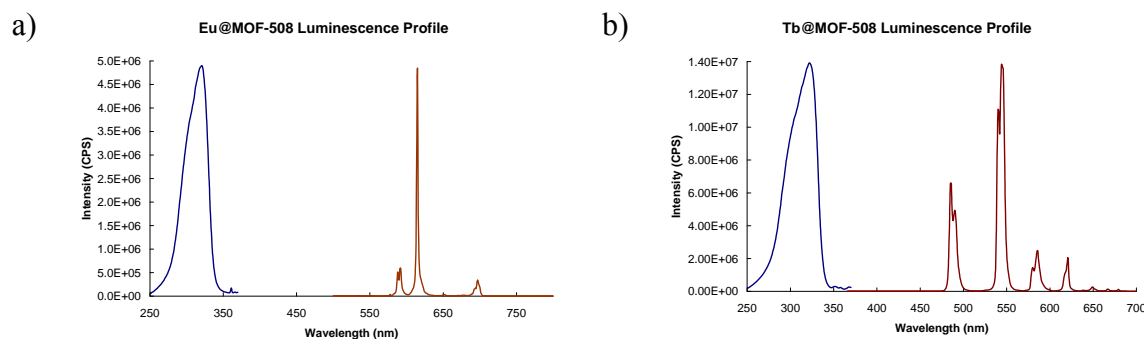 a)
Eu@MOF-508 Luminescence Profile
5.0E+06
4.5E+06
4.0E+06
3.5E+06
3.0E+06
2.5E+06
2.0E+06
1.5E+06
1.0E+06
5.0E+05
0.0E+00
Intensity (CPS)
250 350 450 550 650 750
Wavelength (nm)
b)
Tb@MOF-508 Luminescence Profile
1.40E+07
1.20E+07
1.00E+07
8.00E+06
6.00E+06
4.00E+06
2.00E+06
0.00E+00
Intensity (CPS)
250 300 350 400 450 500 550 600 650 700
Wavelength (nm)